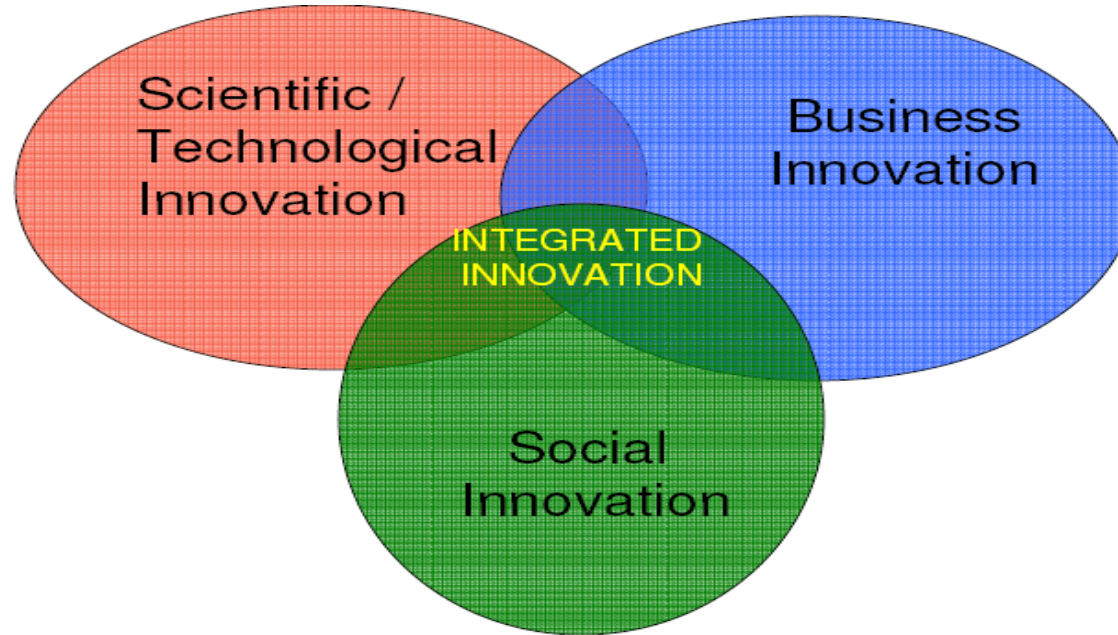 Scientific /
Technological
Innovation
Business
Innovation
INTEGRATED
INNOVATION
Social
Innovation